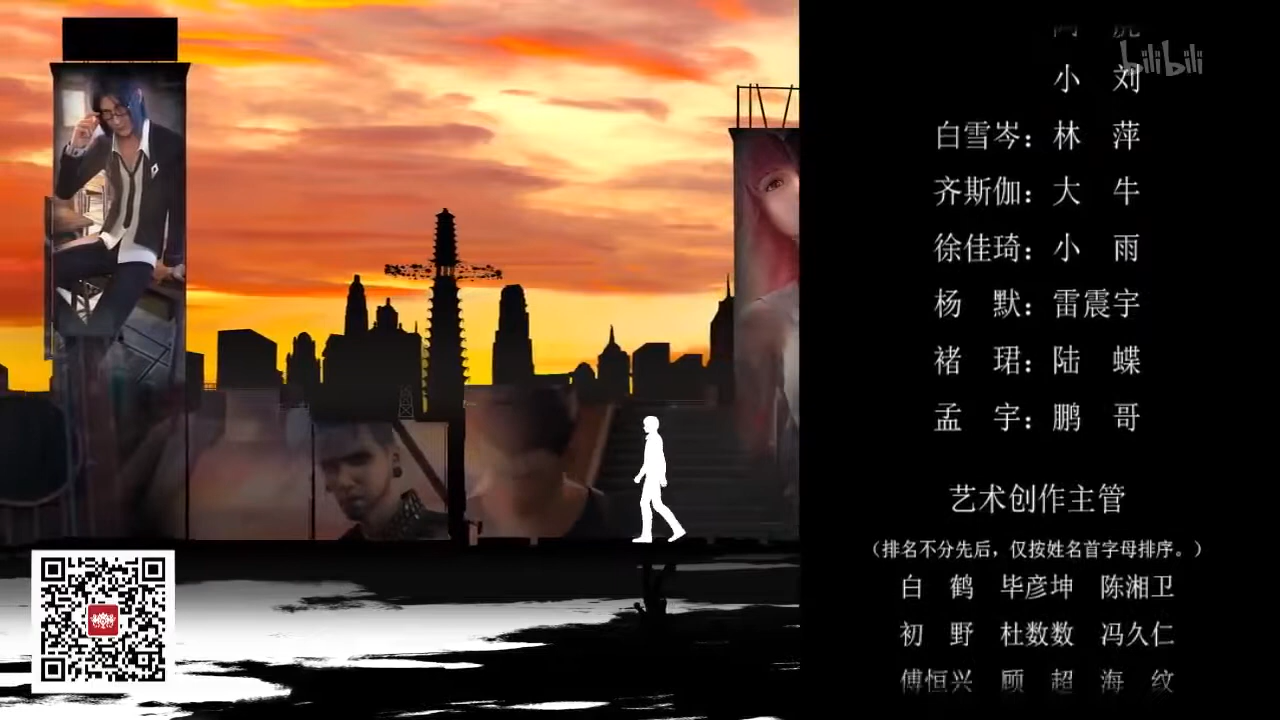 bilibili
小 刘
白雪岑：林 萍
齐斯伽：大 牛
徐佳琦：小 雨
杨 默：雷震宇
褚 珺：陆 蝶
孟 宇：鹏 哥
艺术创作主管
（排名不分先后，仅按姓名首字母排序。）
白 鹤 毕彦坤 陈湘卫
初 野 杜数数 冯久仁
傅恒兴 顾 超 海 纹